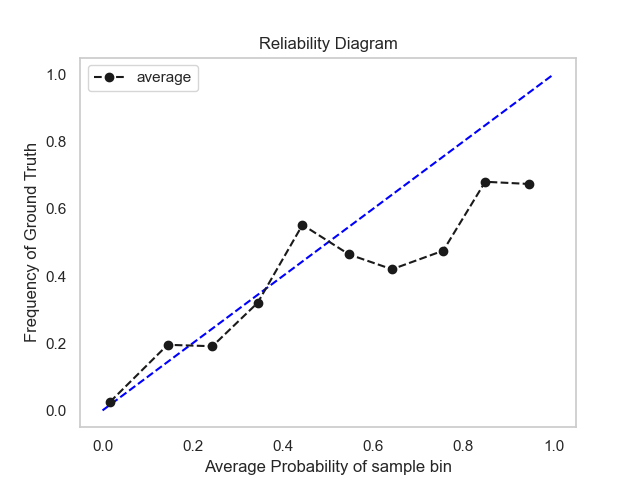 Reliability Diagram
average
Frequency of Ground Truth
1.0
0.8
0.6
0.4
0.2
0.0
0.0 0.2 0.4 0.6 0.8 1.0
Average Probability of sample bin